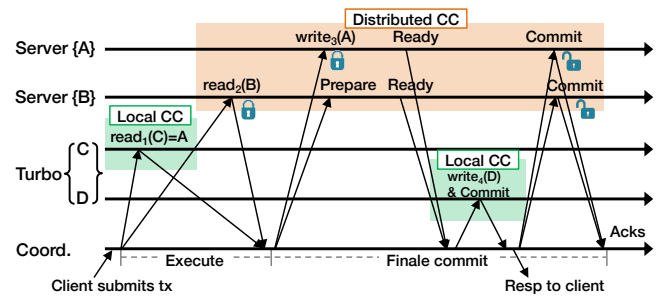 Distributed CC
write₃(A)
Ready
Commit
Server {A}
read₂(B)
Prepare
Ready
Commit
Server {B}
Local CC
read₁(C)=A
C
Turbo
D
Local CC
write₄(D)
& Commit
Coord.
Acks
Execute
Finale commit
Client submits tx
Resp to client